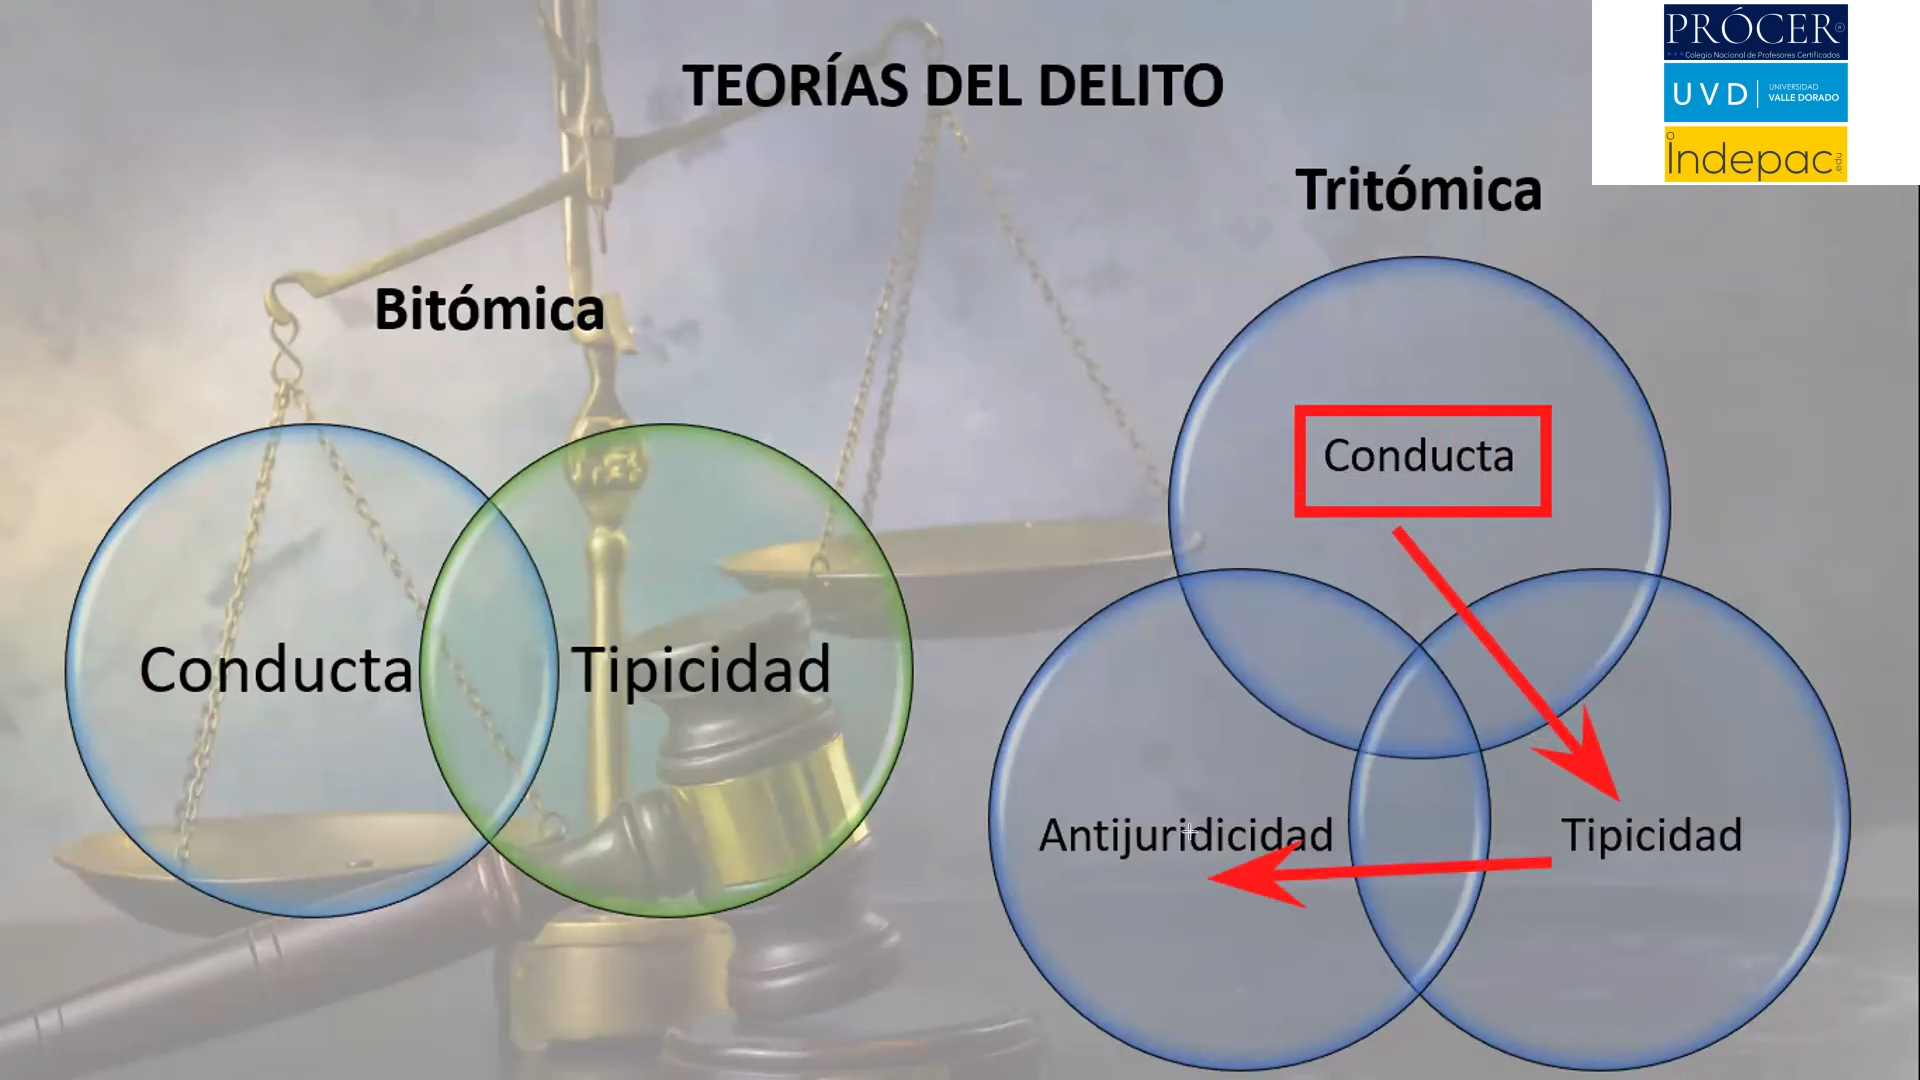 TEORÍAS DEL DELITO
PRÓCER®
Colegio Nacional de Profesores Certificados
UVD
UNIVERSIDAD
VALLE DORADO
indepac.edu
Tritómica
Bitómica
Conducta
Conducta
Tipicidad
Antijuridicidad
Tipicidad